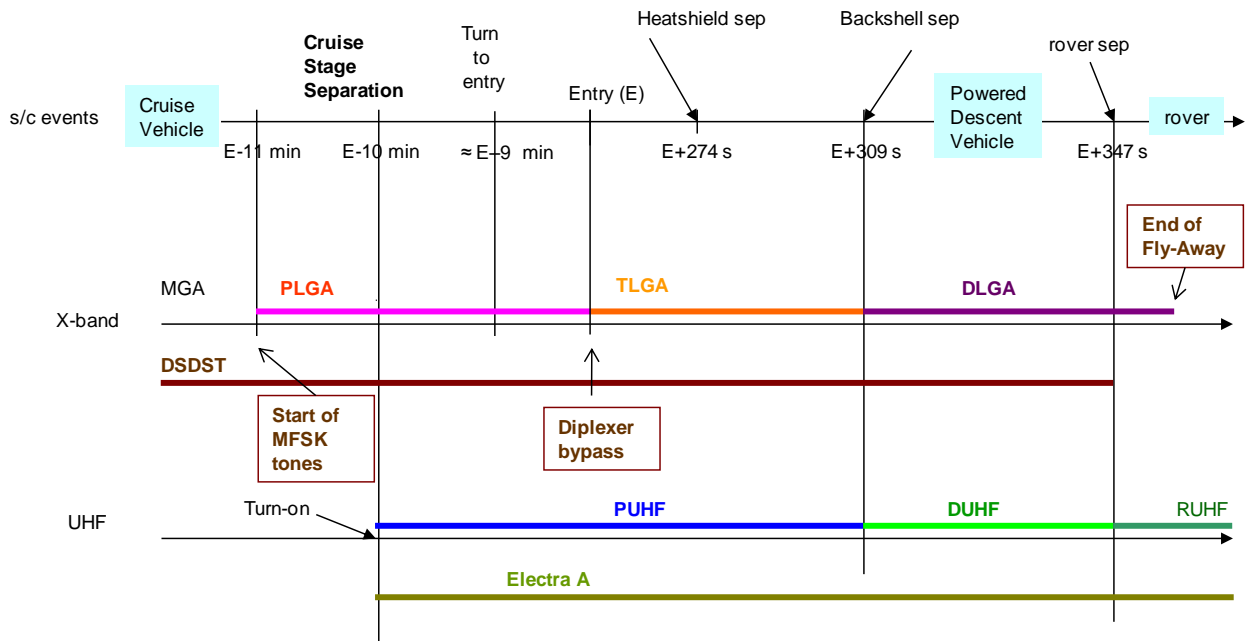 Heatshield sep
Backshell sep
rover sep
Cruise
Stage
Separation
Turn
to
entry
Entry (E)
s/c events
Cruise
Vehicle
Powered
Descent
Vehicle
rover
E-11 min
E-10 min
≈ E–9 min
E+274 s
E+309 s
E+347 s
End of
Fly-Away
MGA
PLGA
TLGA
DLGA
X-band
DSDST
Start of
MFSK
tones
Diplexer
bypass
Turn-on
UHF
PUHF
DUHF
RUHF
Electra A